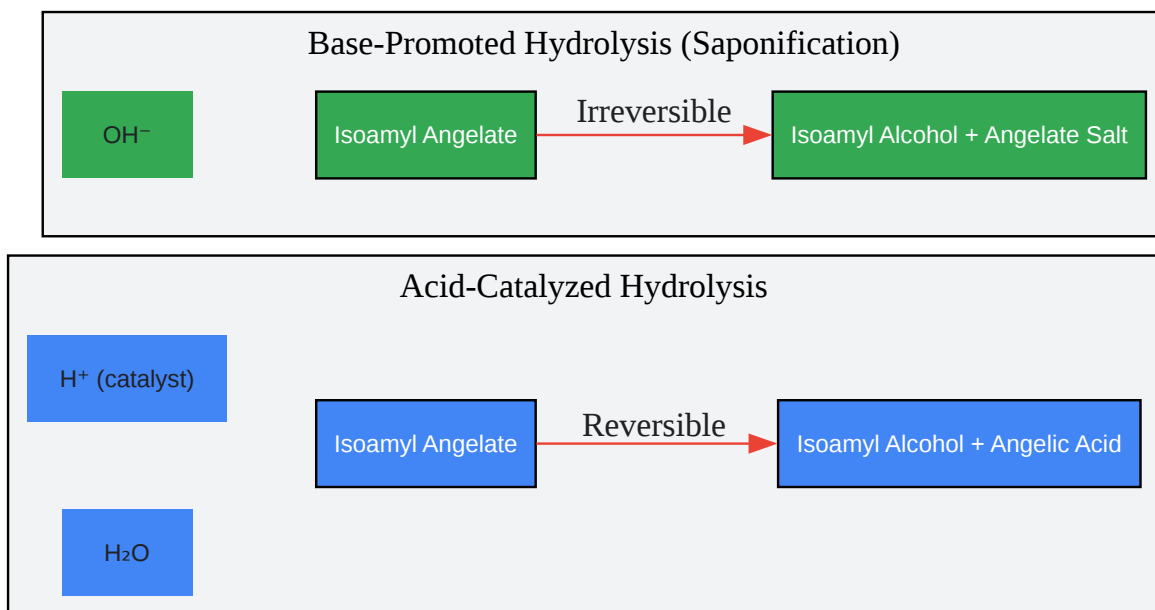 Base-Promoted Hydrolysis (Saponification)
OH⁻
Isoamyl Angelate
Irreversible
Isoamyl Alcohol + Angelate Salt
Acid-Catalyzed Hydrolysis
H⁺ (catalyst)
Isoamyl Angelate
Reversible
Isoamyl Alcohol + Angelic Acid
H₂O